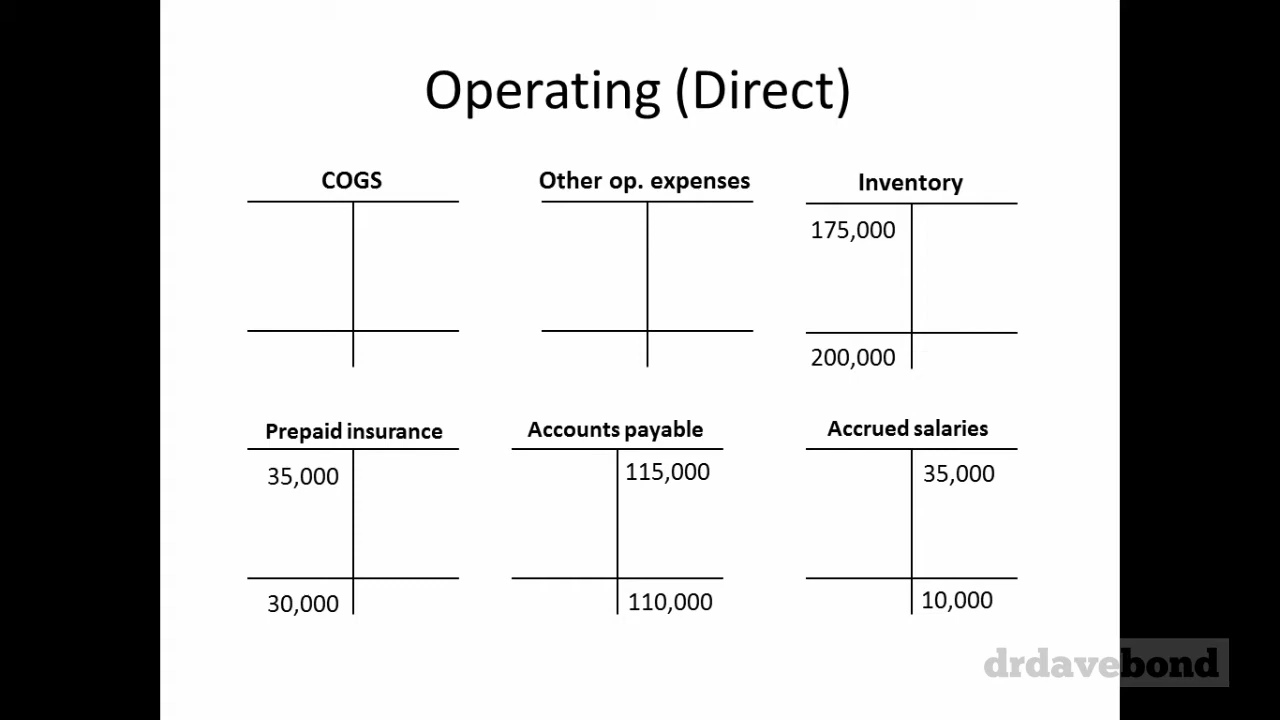 Operating (Direct)
COGS
Other op. expenses
Inventory
175,000
200,000
Prepaid insurance
35,000
30,000
Accounts payable
115,000
110,000
Accrued salaries
35,000
10,000
drdavebond